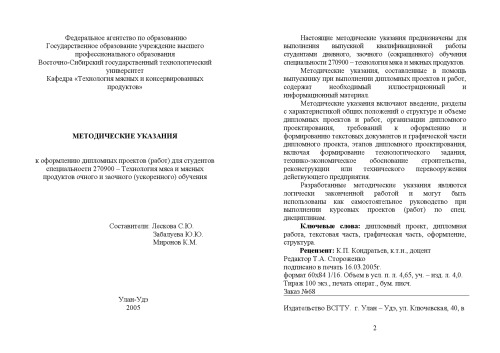 Федеральное агентство по образованию
Государственное образование учреждение высшего
профессионального образования
Восточно-Сибирский государственный технологический
университет
Кафедра «Технология мясных и консервированных
продуктов»
МЕТОДИЧЕСКИЕ УКАЗАНИЯ
к оформлению дипломных проектов (работ) для студентов
специальности 270900 – Технология мяса и мясных
продуктов очного и заочного (ускоренного) обучения
Составители: Лескова С.Ю.
Забалуева Ю.Ю.
Миронов К.М.
Улан-Удэ
2005
Настоящие методические указания предназначены для
выполнения выпускной квалификационной работы
студентами дневного, заочного (сокращенного) обучения
специальности 270900 – технология мяса и мясных продуктов.
Методические указания, составленные в помощь
выпускнику при выполнении дипломных проектов и работ,
содержат необходимый иллюстрационный и
информационный материал.
Методические указания включают введение, разделы
с характеристикой общих положений о структуре и объеме
дипломных проектов и работ, организации дипломного
проектирования, требований к оформлению и
формированию текстовых документов и графической части
дипломного проекта, этапов дипломного проектирования,
включая формирование технологического задания,
технико-экономическое обоснование строительства,
реконструкции или технического перевооружения
действующего предприятия.
Разработанные методические указания являются
логически законченной работой и могут быть
использованы как самостоятельное руководство при
выполнении курсовых проектов (работ) по спец.
дисциплинам.
Ключевые слова: дипломный проект, дипломная
работа, текстовая часть, графическая часть, оформление,
структура.
Рецензент: К.П. Кондратьев, к.т.н., доцент
Редактор Т.А. Стороженко
подписано в печать 16.03.2005г.
формат 60х84 1/16. Объем в усл. п. л. 4,65, уч. – изд. л. 4,0.
Тираж 100 экз., печать операт., бум. писч.
Заказ №68
Издательство ВСГТУ. г. Улан – Удэ, ул. Ключевская, 40, в
2